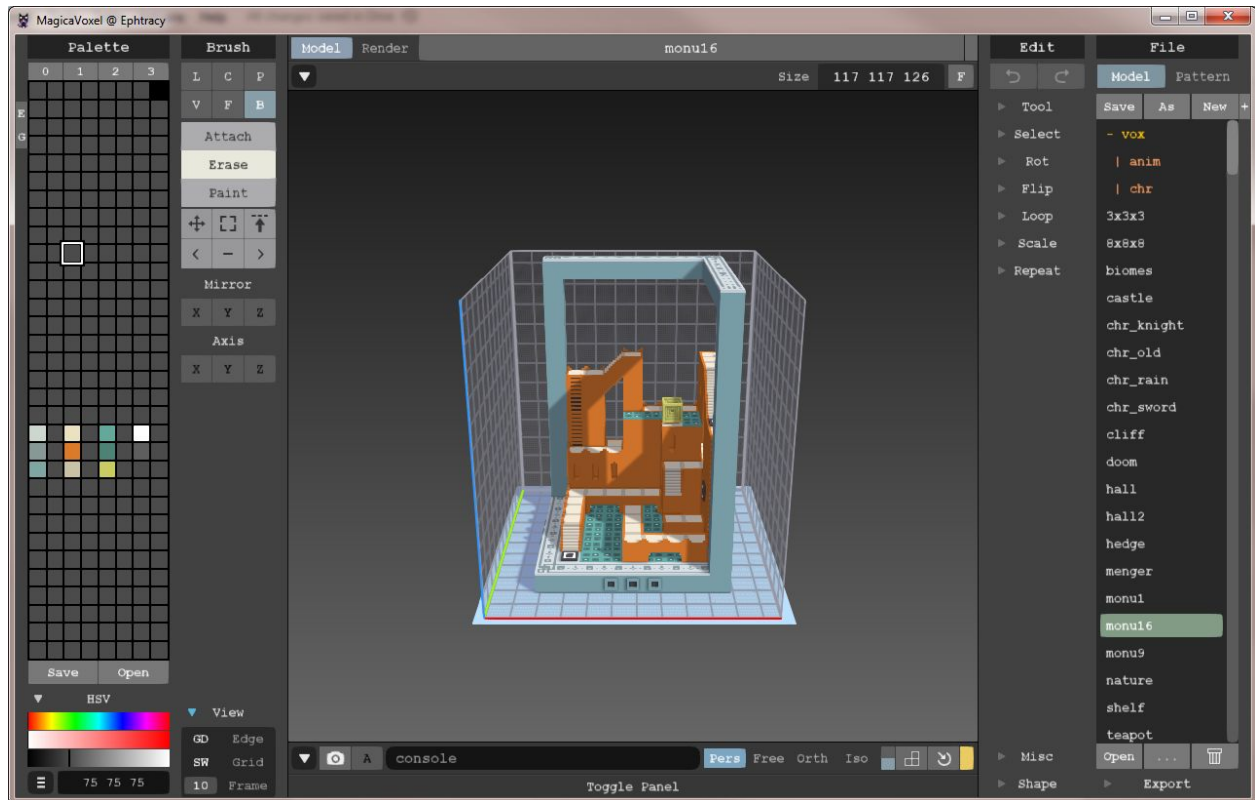 MagicaVoxel @ Ephtracy
Palette
0 1 2 3
E
G
Save Open
HSV
75 75 75
Brush
L C P
V F B
Attach
Erase
Paint
< – >
Mirror
X Y Z
Axis
X Y Z
View
GD Edge
SW Grid
10 Frame
Model Render monu16
Size 117 117 126 F
A console Pers Free Orth Iso
Toggle Panel
Edit
Tool
Select
Rot
Flip
Loop
Scale
Repeat
Misc
Shape
File
Model Pattern
Save As New +
- vox
| anim
| chr
3x3x3
8x8x8
biomes
castle
chr_knight
chr_old
chr_rain
chr_sword
cliff
doom
hall
hall2
hedge
menger
monu1
monu16
monu9
nature
shelf
teapot
Open ...
Export